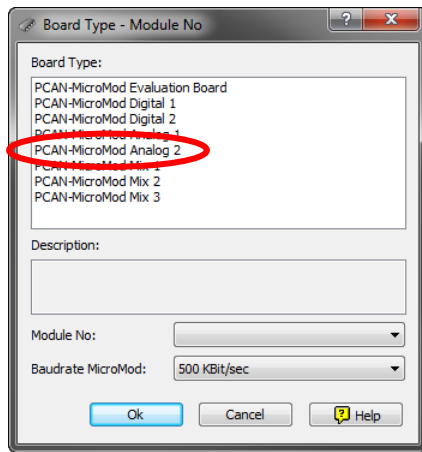 Board Type - Module No
Board Type:
PCAN-MicroMod Evaluation Board
PCAN-MicroMod Digital 1
PCAN-MicroMod Digital 2
PCAN-MicroMod Analog 1
PCAN-MicroMod Analog 2
PCAN-MicroMod Mix 1
PCAN-MicroMod Mix 2
PCAN-MicroMod Mix 3
Description:
Module No:
Baudrate MicroMod: 500 KBit/sec
Ok Cancel Help